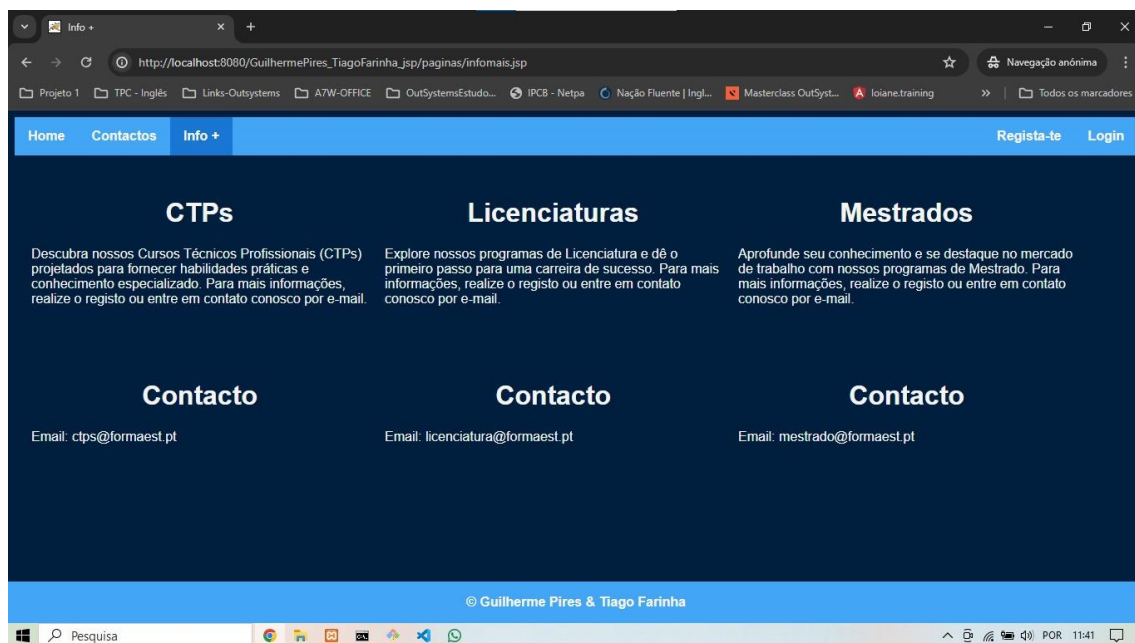 Info +
http://localhost:8080/GuilhermePires_TiagoFarinha_jsp/paginas/infomais.jsp
Navegação anónima
Projeto 1
TPC - Inglês
Links-Outsystems
A7W-OFFICE
OutSystemsEstudo...
IPCB - Netpa
Nação Fluente | Ingl...
Masterclass OutSyst...
loiane.training
Todos os marcadores
Home
Contactos
Info +
Regista-te
Login
CTPs
Descubra nossos Cursos Técnicos Profissionais (CTPs)
projetados para fornecer habilidades práticas e
conhecimento especializado. Para mais informações,
realize o registo ou entre em contato conosco por e-mail.
Licenciaturas
Explore nossos programas de Licenciatura e dê o
primeiro passo para uma carreira de sucesso. Para mais
informações, realize o registo ou entre em contato
conosco por e-mail.
Mestrados
Aprofunde seu conhecimento e se destaque no mercado
de trabalho com nossos programas de Mestrado. Para
mais informações, realize o registo ou entre em contato
conosco por e-mail.
Contacto
Email: ctps@formaest.pt
Contacto
Email: licenciatura@formaest.pt
Contacto
Email: mestrado@formaest.pt
© Guilherme Pires & Tiago Farinha
Pesquisa
POR
11:41